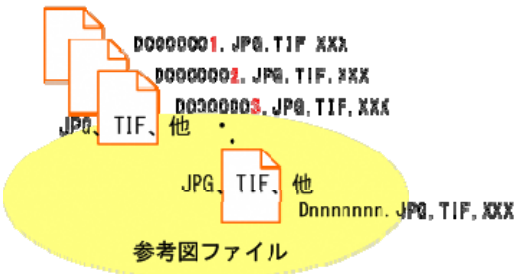 D0000001.JPG.TIF XXX
D0000002.JPG.TIF.XXX
D0000003.JPG,TIF,XXX
JPG、TIF、他
JPG、TIF、他
Dnnnnnnn.JPG,TIF,XXX
参考図ファイル